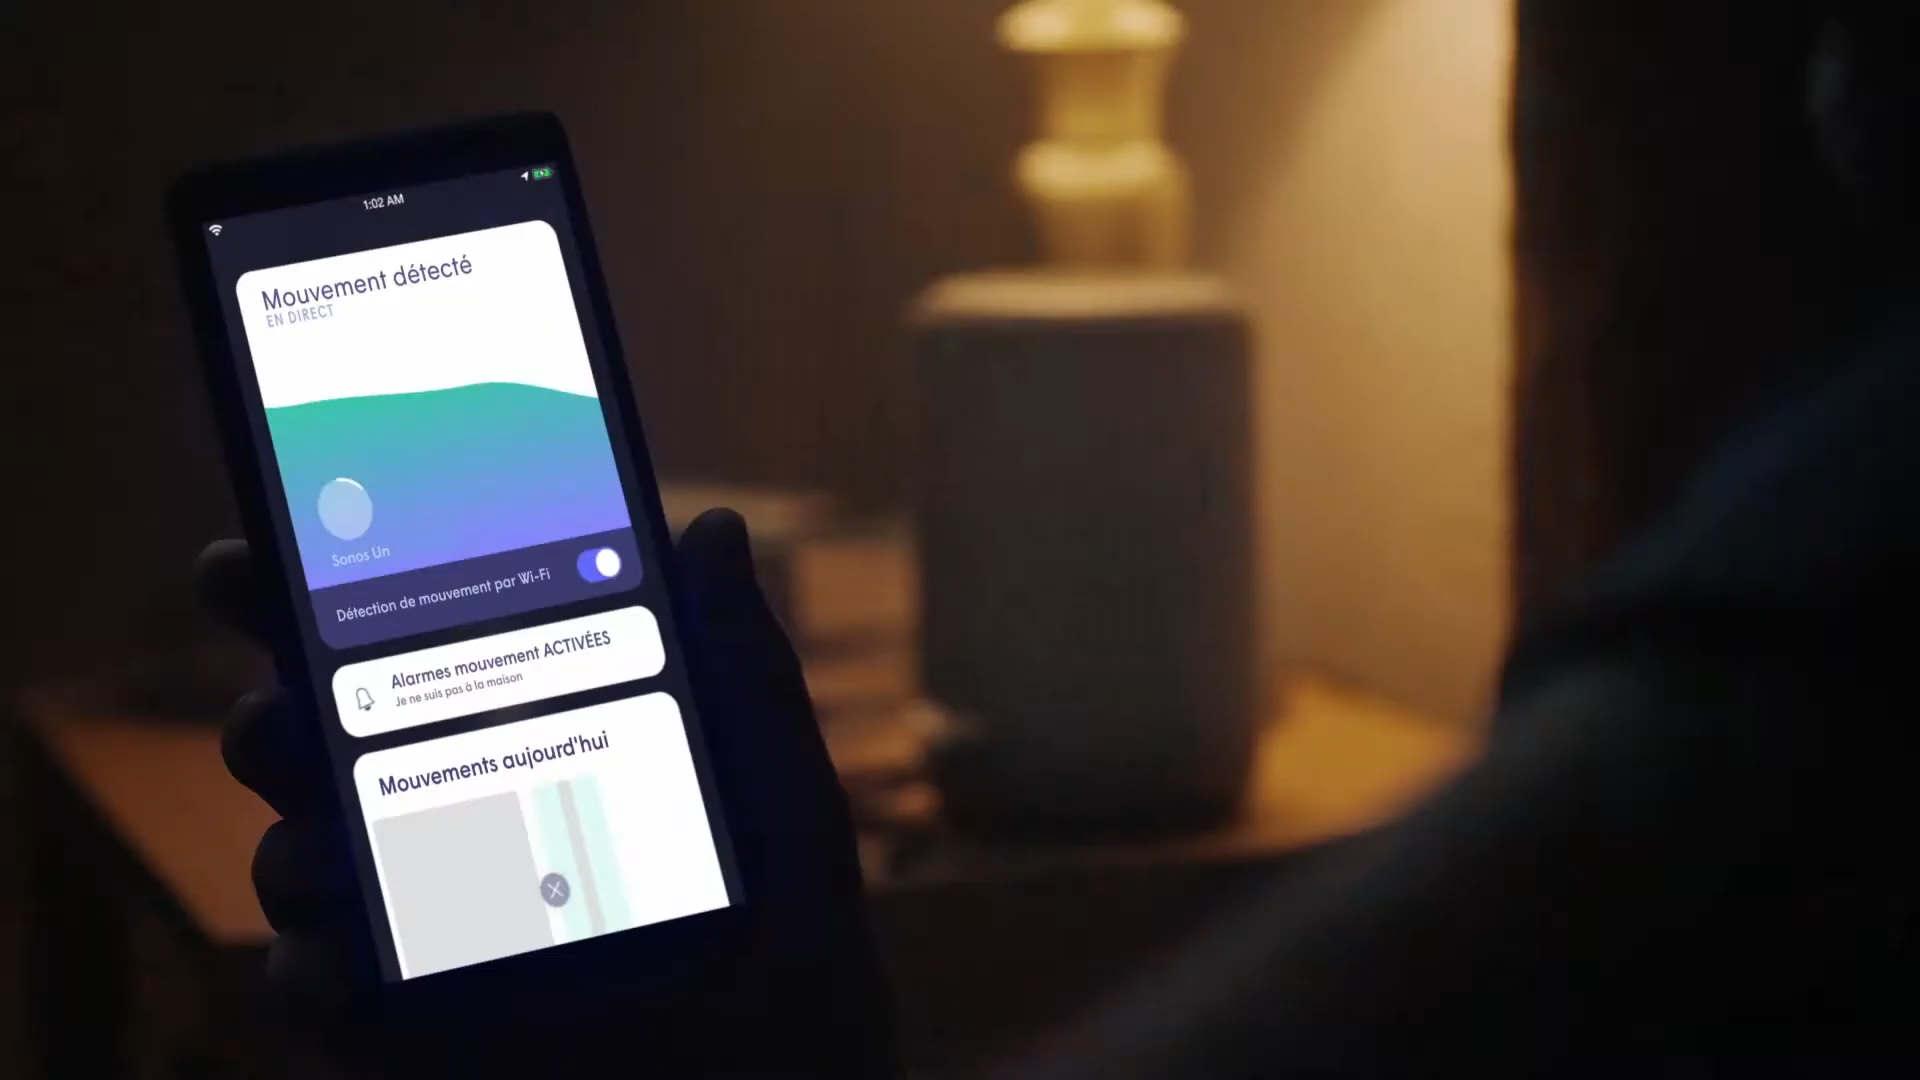 1:02 AM
Mouvement détecté
EN DIRECT
Sonos Un
Détection de mouvement par Wi-Fi
Alarmes mouvement ACTIVÉES
Je ne suis pas à la maison
Mouvements aujourd'hui